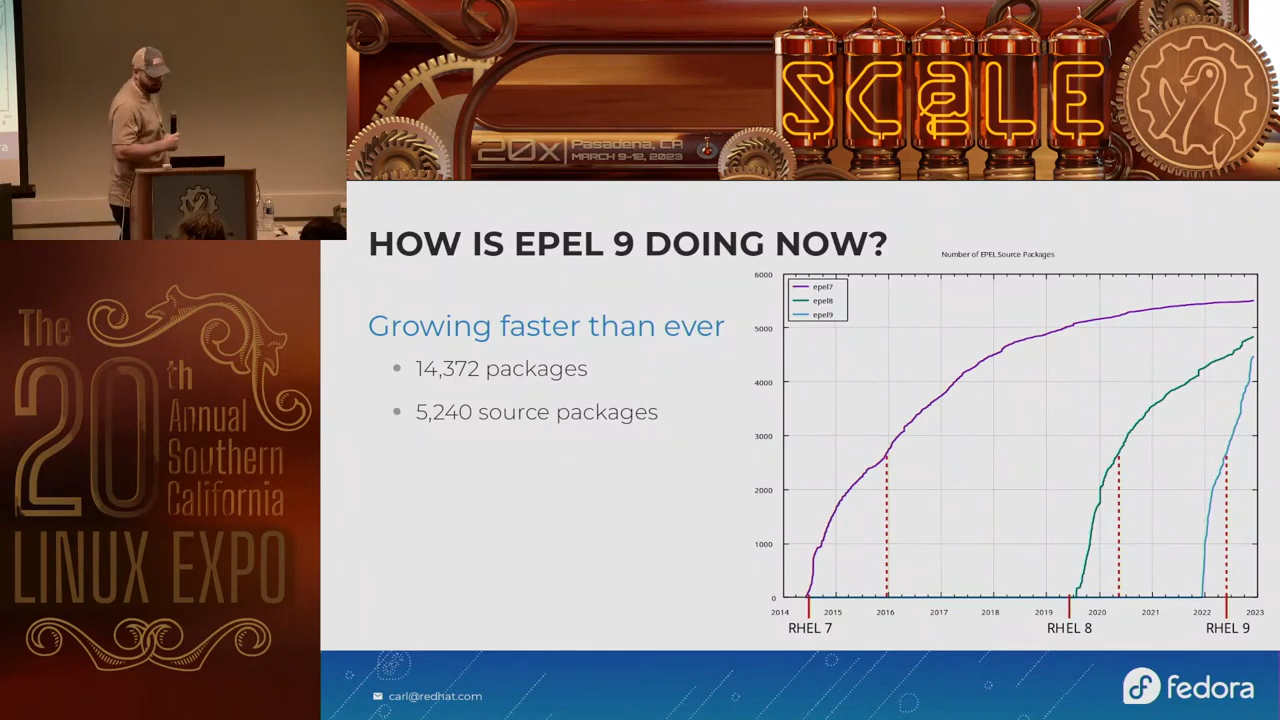 SCaLE
20x
Pasadena, CA
MARCH 9-12, 2023
The
20th
Annual
Southern
California
LINUX EXPO
HOW IS EPEL 9 DOING NOW?
Growing faster than ever
• 14,372 packages
• 5,240 source packages
Number of EPEL Source Packages
epel7
epel8
epel9
6000
5000
4000
3000
2000
1000
0
2014 2015 2016 2017 2018 2019 2020 2021 2022 2023
RHEL 7 RHEL 8 RHEL 9
carl@redhat.com
fedora